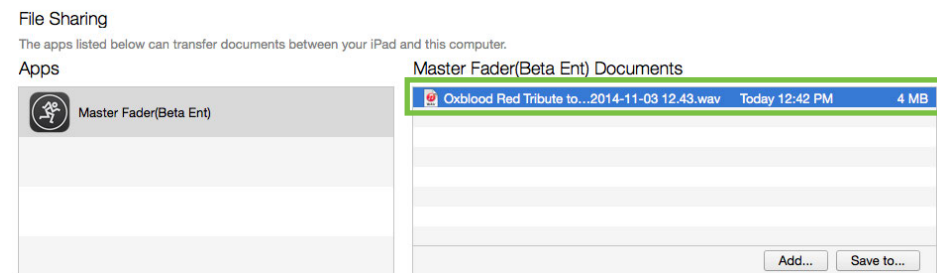 File Sharing
The apps listed below can transfer documents between your iPad and this computer.
Apps
Master Fader(Beta Ent) Documents
Master Fader(Beta Ent)
Oxblood Red Tribute to...2014-11-03 12.43.wav Today 12:42 PM 4 MB
Add... Save to...